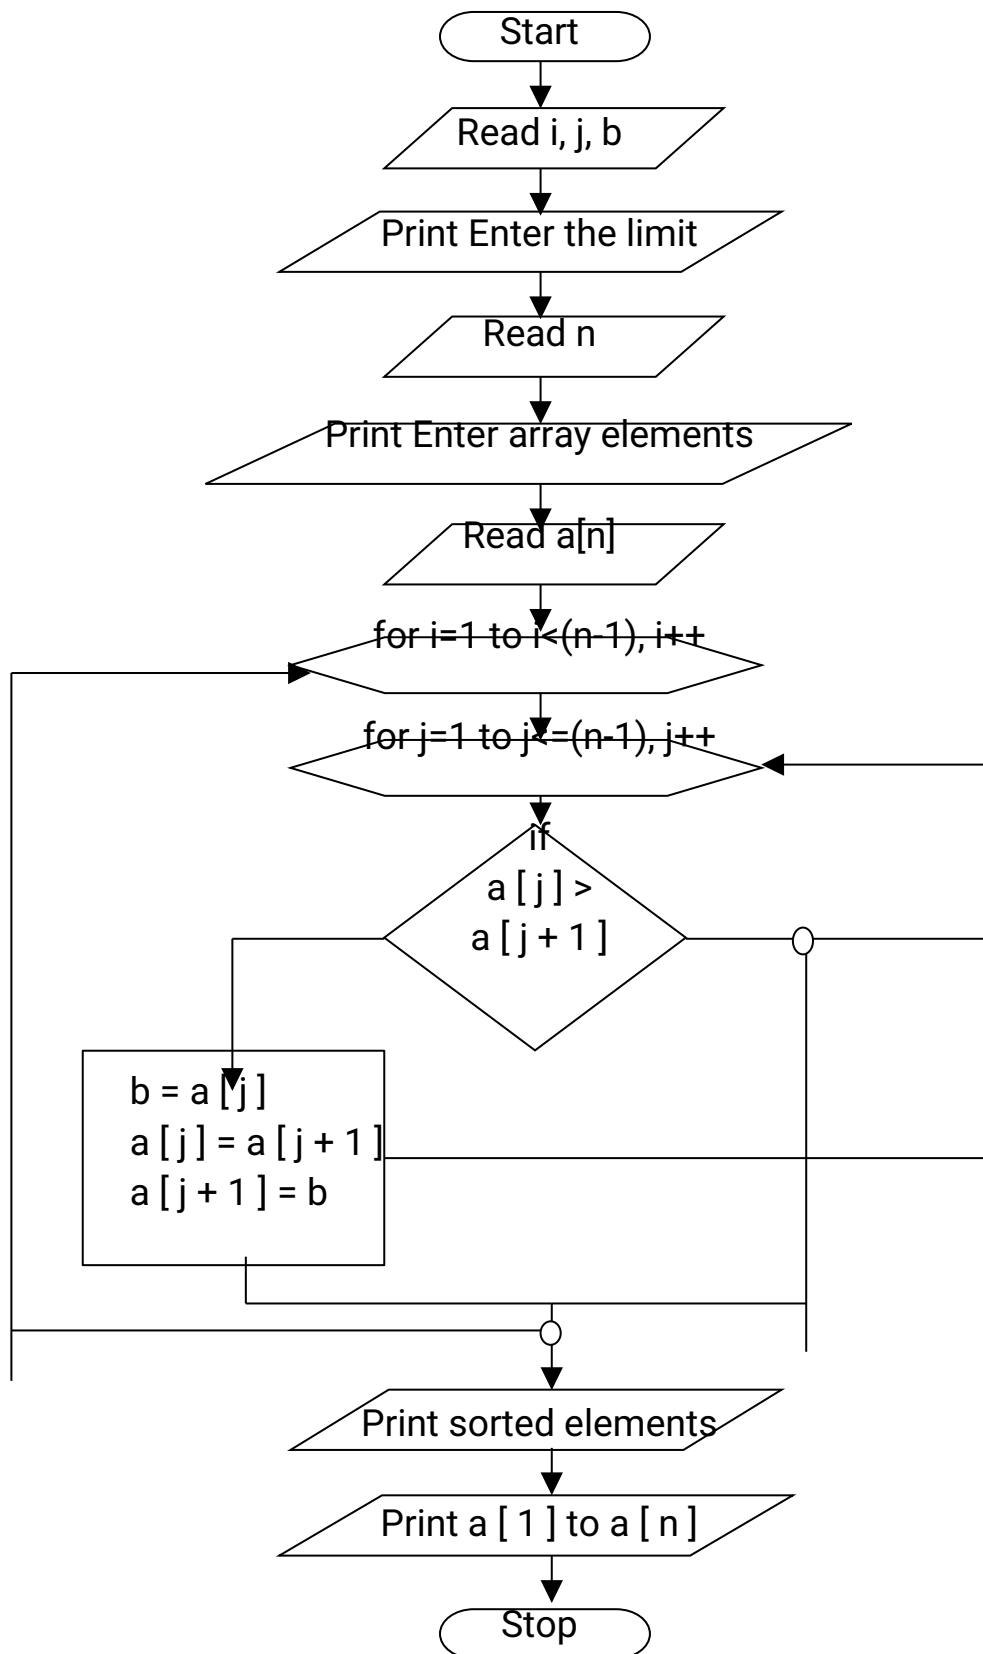 Start
Read i, j, b
Print Enter the limit
Read n
Print Enter array elements
Read a[n]
for i=1 to i<(n-1), i++
for j=1 to j<=(n-1), j++
if
a [ j ] >
a [ j + 1 ]
b = a [ j ]
a [ j ] = a [ j + 1 ]
a [ j + 1 ] = b
Print sorted elements
Print a [ 1 ] to a [ n ]
Stop